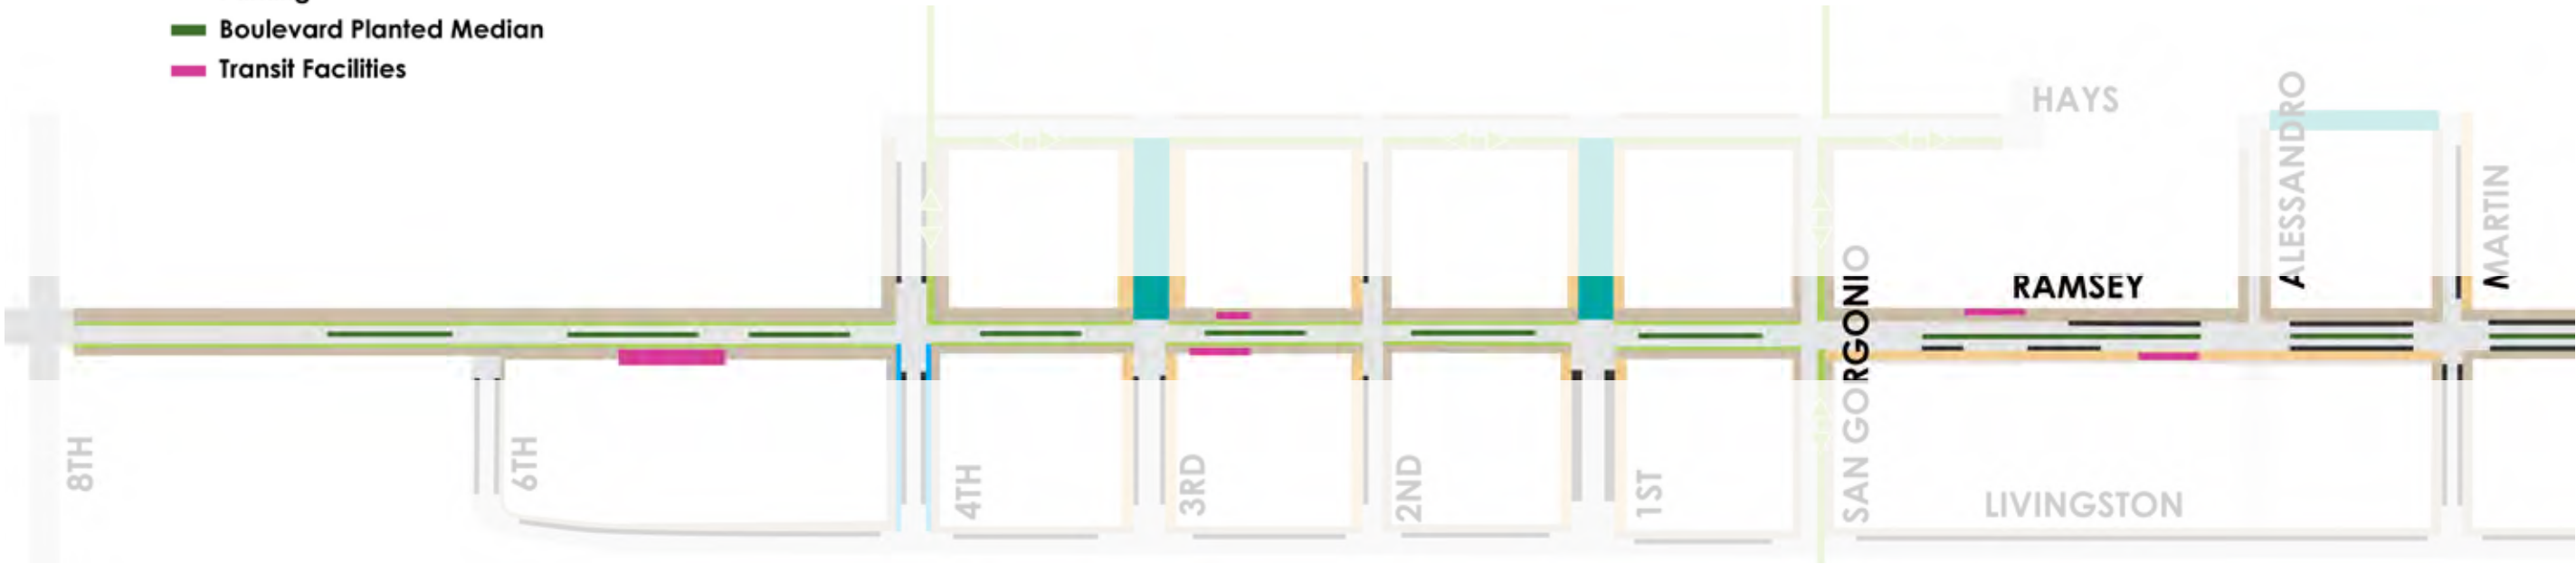 Boulevard Planted Median
Transit Facilities
HAYS
ALESSANDRO
MARTIN
RAMSEY
8TH
6TH
4TH
3RD
2ND
1ST
SAN GORGONIO
LIVINGSTON